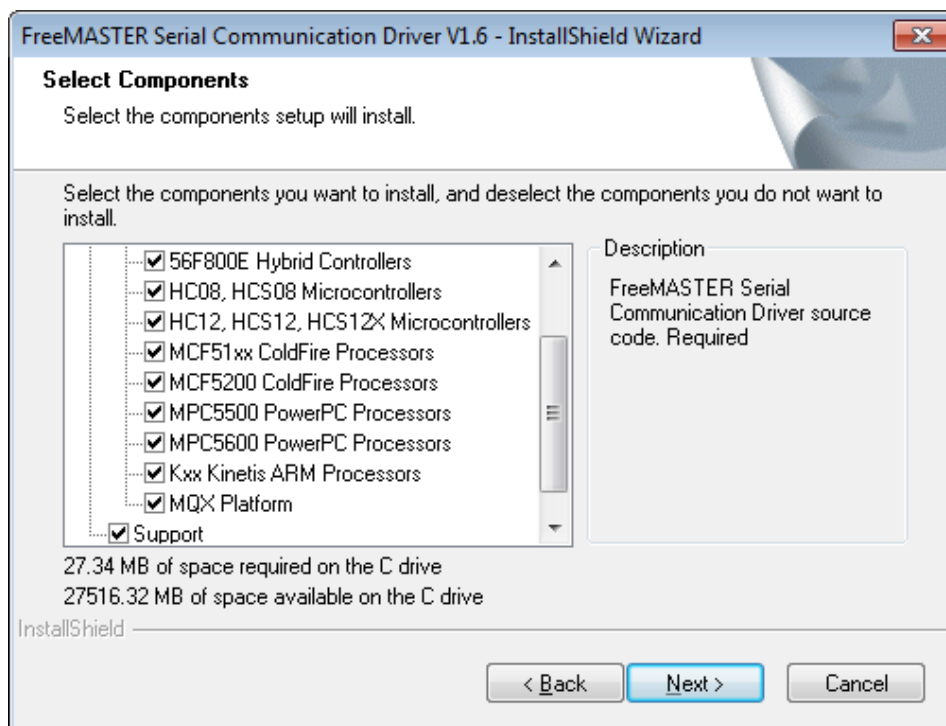 FreeMASTER Serial Communication Driver V1.6 - InstallShield Wizard
Select Components
Select the components setup will install.
Select the components you want to install, and deselect the components you do not want to
install.
56F800E Hybrid Controllers
HC08, HCS08 Microcontrollers
HC12, HCS12, HCS12X Microcontrollers
MCF51xx ColdFire Processors
MCF5200 ColdFire Processors
MPC5500 PowerPC Processors
MPC5600 PowerPC Processors
Kxx Kinetis ARM Processors
MQX Platform
Support
Description
FreeMASTER Serial
Communication Driver source
code. Required
27.34 MB of space required on the C drive
27516.32 MB of space available on the C drive
InstallShield
< Back
Next >
Cancel